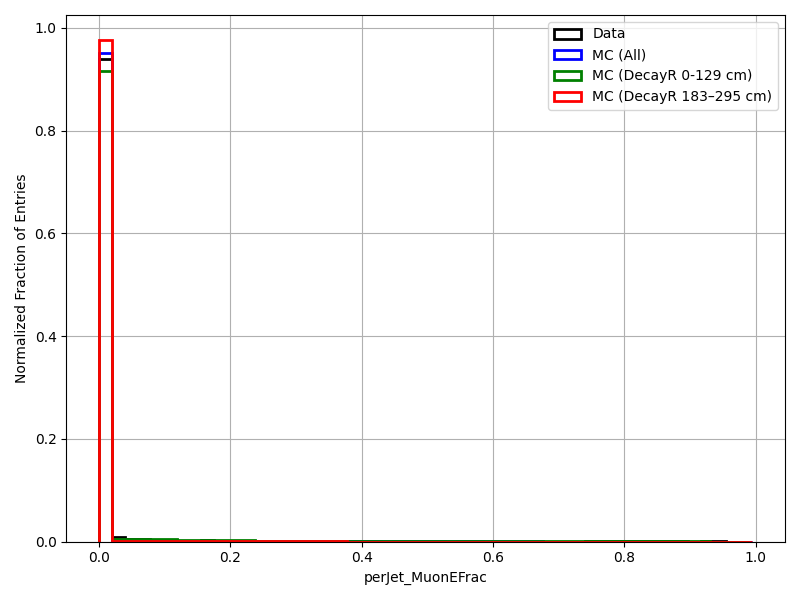 1.0
0.8
0.6
0.4
0.2
0.0
Normalized Fraction of Entries
Data
MC (All)
MC (DecayR 0-129 cm)
MC (DecayR 183–295 cm)
0.0 0.2 0.4 0.6 0.8 1.0
perJet_MuonEFrac